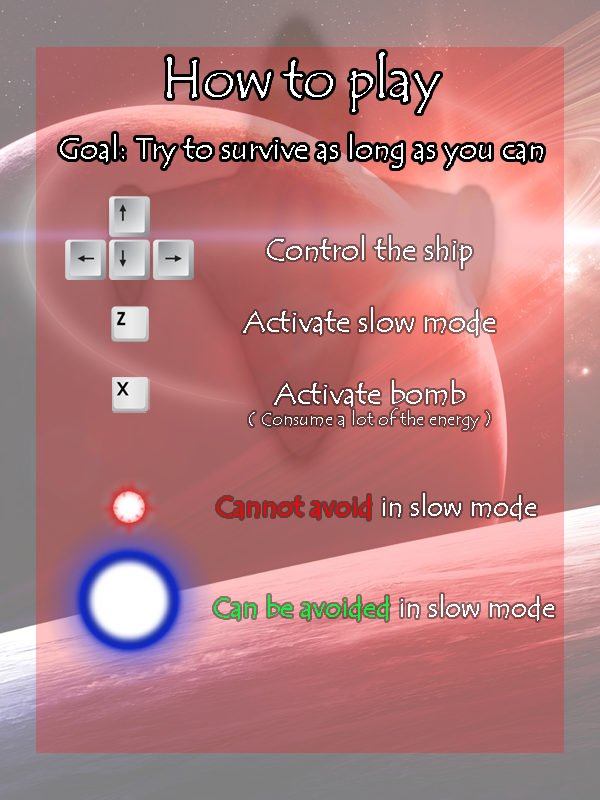 How to play
Goal: Try to survive as long as you can
↑
← ↓ →
Control the ship
Z
Activate slow mode
X
Activate bomb
( Consume a lot of the energy )
Cannot avoid in slow mode
Can be avoided in slow mode